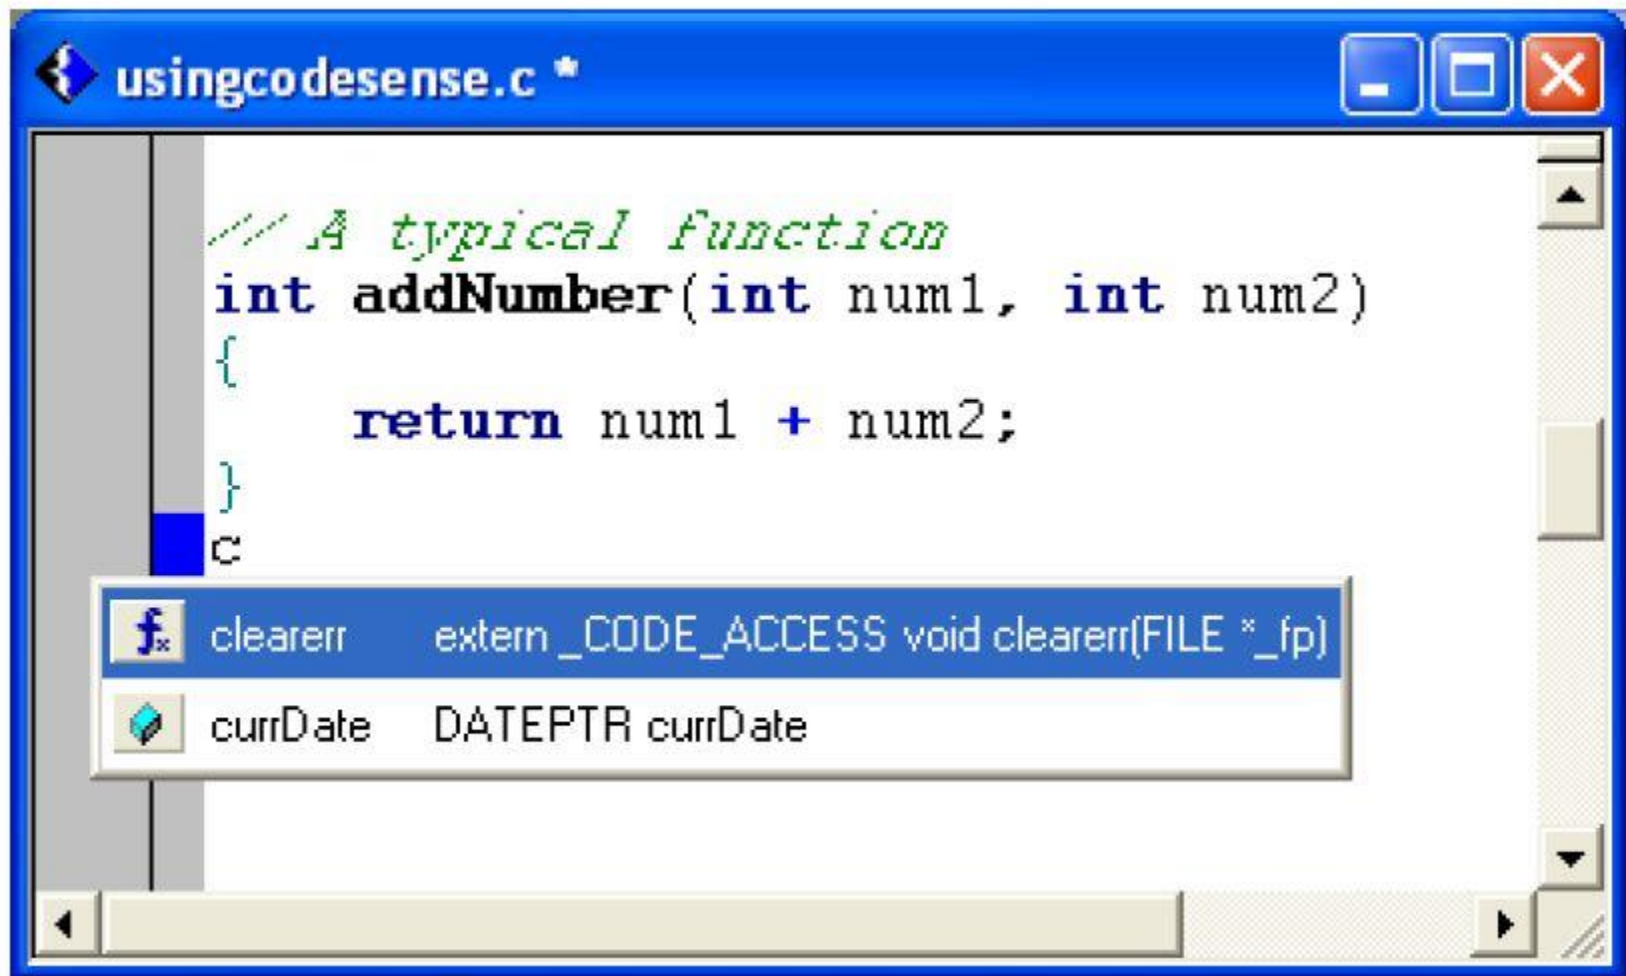 usingcodesense.c *
// A typical function
int addNumber(int num1, int num2)
{
    return num1 + num2;
}
c
clearerr extern _CODE_ACCESS void clearerr(FILE *_fp)
currDate DATEPTR currDate